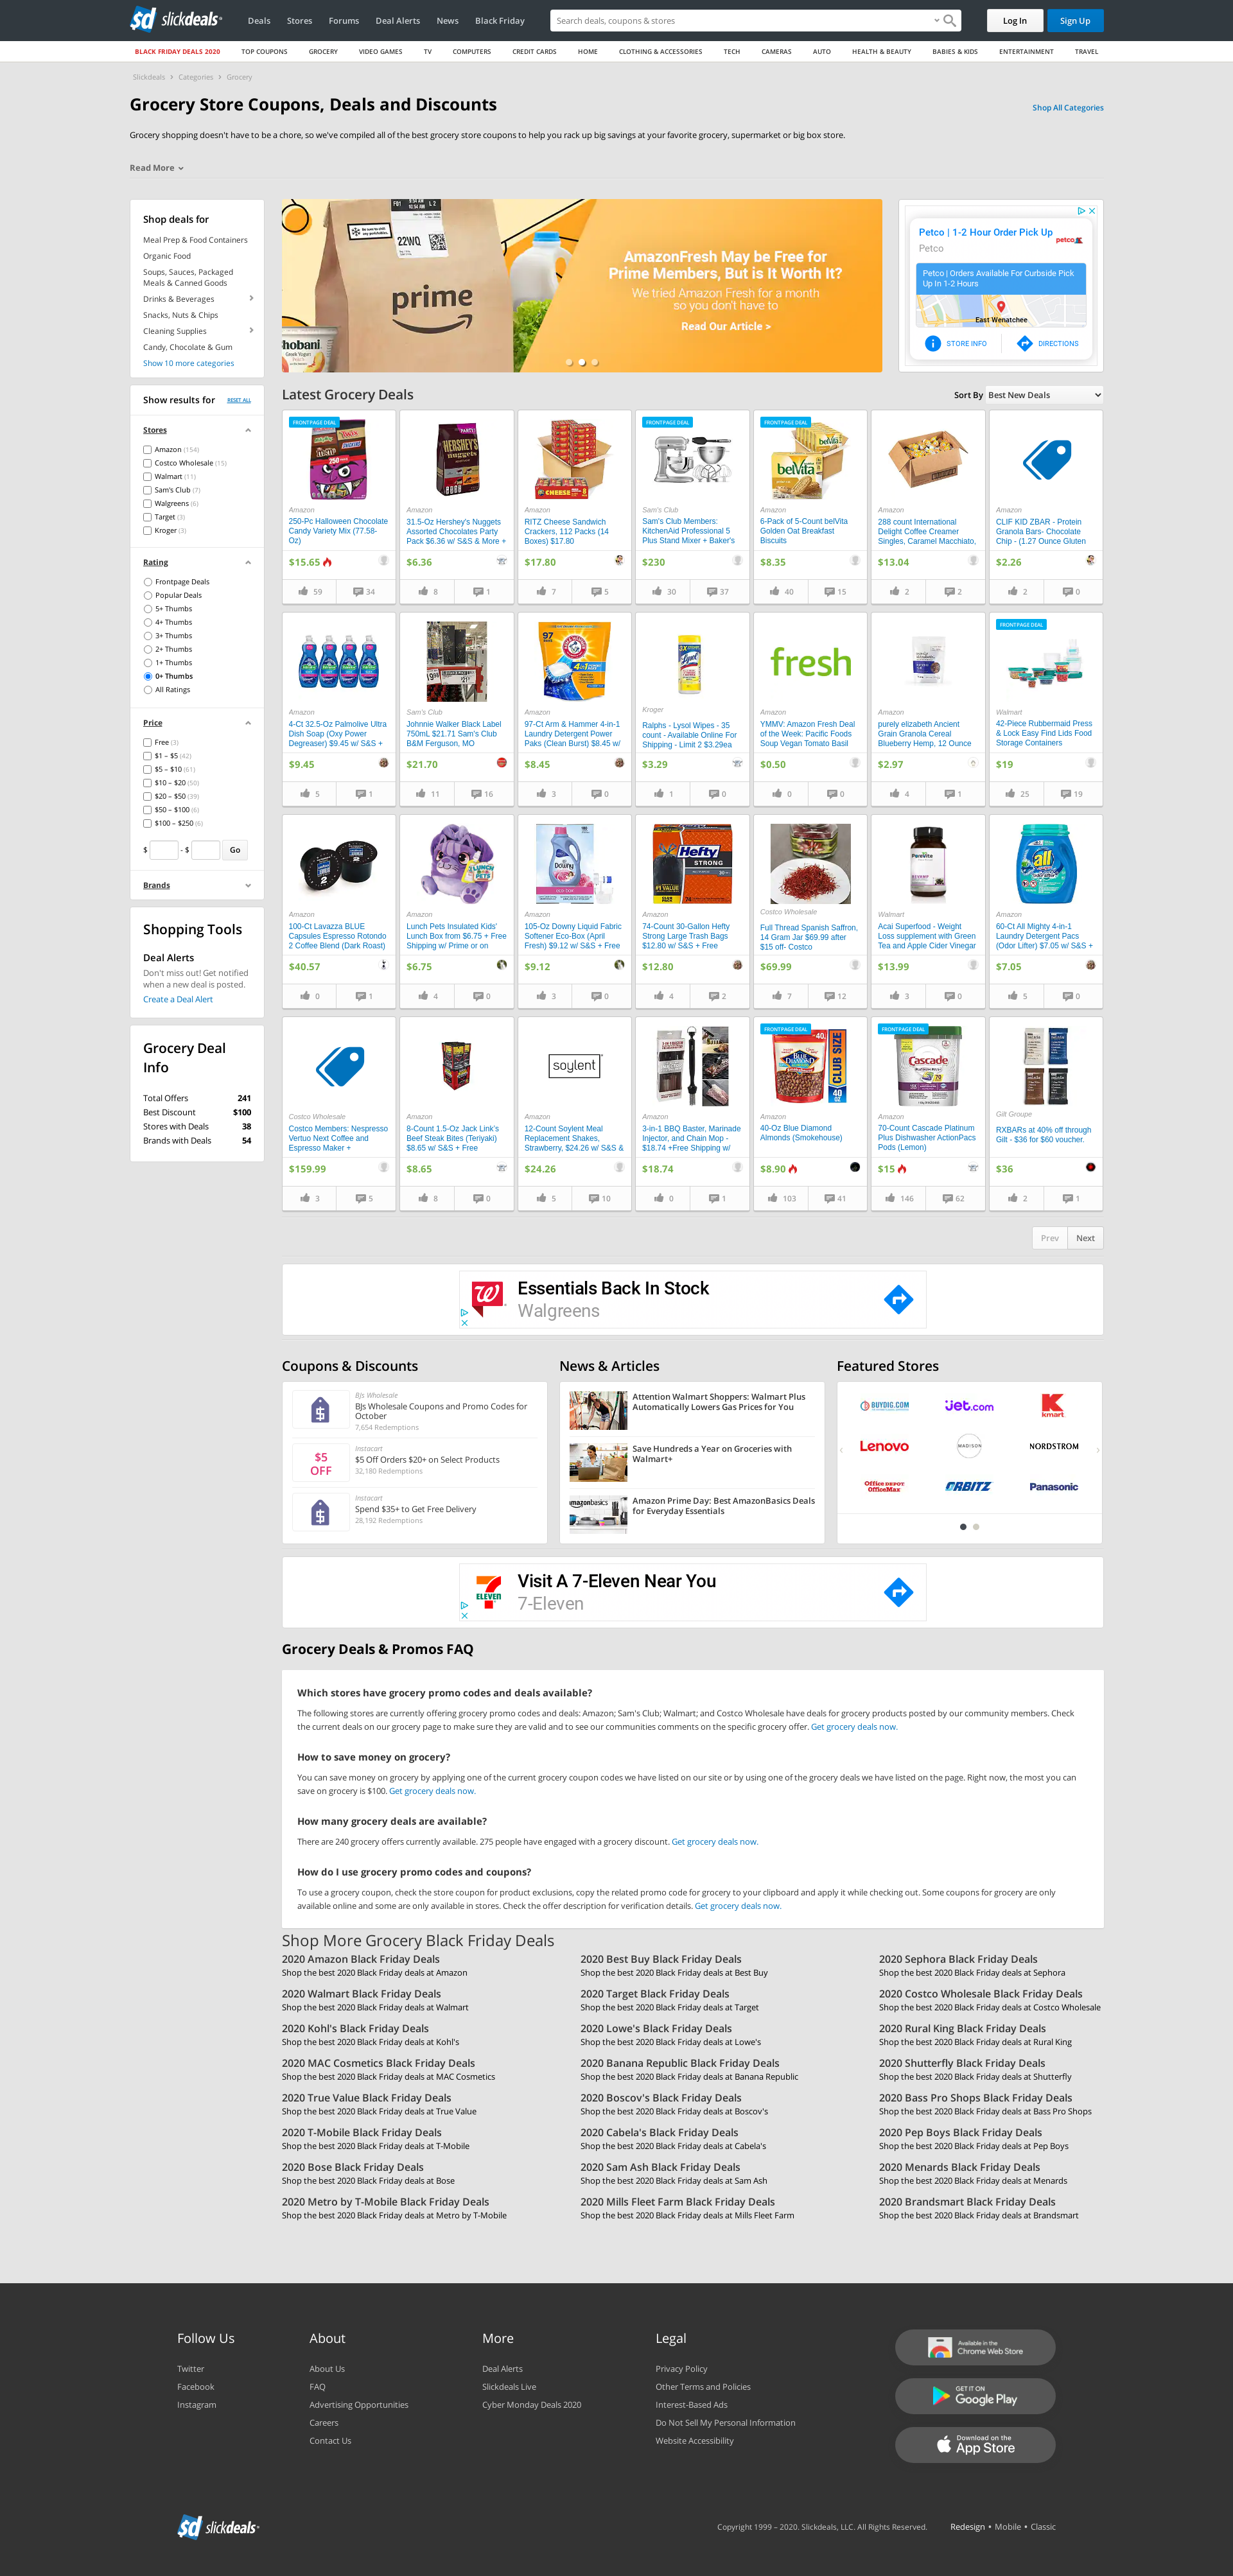 slickdeals
Deals
Stores
Forums
Deal Alerts
News
Black Friday
Search deals, coupons & stores
Log In
Sign Up
BLACK FRIDAY DEALS 2020
TOP COUPONS
GROCERY
VIDEO GAMES
TV
COMPUTERS
CREDIT CARDS
HOME
CLOTHING & ACCESSORIES
TECH
CAMERAS
AUTO
HEALTH & BEAUTY
BABIES & KIDS
ENTERTAINMENT
TRAVEL
Slickdeals > Categories > Grocery
Grocery Store Coupons, Deals and Discounts
Shop All Categories
Grocery shopping doesn't have to be a chore, so we've compiled all of the best grocery store coupons to help you rack up big savings at your favorite grocery, supermarket or big box store.
Read More
Shop deals for
Meal Prep & Food Containers
Organic Food
Soups, Sauces, Packaged
Meals & Canned Goods
Drinks & Beverages
Snacks, Nuts & Chips
Cleaning Supplies
Candy, Chocolate & Gum
Show 10 more categories
Show results for
RESET ALL
Stores
Amazon (154)
Costco Wholesale (15)
Walmart (11)
Sam's Club (7)
Walgreens (6)
Target (3)
Kroger (3)
Rating
Frontpage Deals
Popular Deals
5+ Thumbs
4+ Thumbs
3+ Thumbs
2+ Thumbs
1+ Thumbs
0+ Thumbs
All Ratings
Price
Free (3)
$1 – $5 (42)
$5 – $10 (61)
$10 – $20 (50)
$20 – $50 (39)
$50 – $100 (6)
$100 – $250 (6)
$ - $ Go
Brands
Shopping Tools
Deal Alerts
Don't miss out! Get notified
when a new deal is posted.
Create a Deal Alert
Grocery Deal
Info
Total Offers 241
Best Discount $100
Stores with Deals 38
Brands with Deals 54
22WQ
prime
hobani
AmazonFresh May be Free for
Prime Members, But is It Worth It?
We tried Amazon Fresh for a month
so you don't have to
Read Our Article >
Petco | 1-2 Hour Order Pick Up
Petco
petco
Petco | Orders Available For Curbside Pick
Up In 1-2 Hours
East Wenatchee
STORE INFO
DIRECTIONS
Latest Grocery Deals
Sort By Best New Deals
FRONTPAGE DEAL
Amazon
250-Pc Halloween Chocolate
Candy Variety Mix (77.58-
Oz)
$15.65
59
34
Amazon
31.5-Oz Hershey's Nuggets
Assorted Chocolates Party
Pack $6.36 w/ S&S & More +
$6.36
8
1
Amazon
RITZ Cheese Sandwich
Crackers, 112 Packs (14
Boxes) $17.80
$17.80
7
5
FRONTPAGE DEAL
Sam's Club
Sam's Club Members:
KitchenAid Professional 5
Plus Stand Mixer + Baker's
$230
30
37
FRONTPAGE DEAL
Amazon
6-Pack of 5-Count belVita
Golden Oat Breakfast
Biscuits
$8.35
40
15
Amazon
288 count International
Delight Coffee Creamer
Singles, Caramel Macchiato,
$13.04
2
2
Amazon
CLIF KID ZBAR - Protein
Granola Bars- Chocolate
Chip - (1.27 Ounce Gluten
$2.26
2
0
Amazon
4-Ct 32.5-Oz Palmolive Ultra
Dish Soap (Oxy Power
Degreaser) $9.45 w/ S&S +
$9.45
5
1
Sam's Club
Johnnie Walker Black Label
750mL $21.71 Sam's Club
B&M Ferguson, MO
$21.70
11
16
Amazon
97-Ct Arm & Hammer 4-in-1
Laundry Detergent Power
Paks (Clean Burst) $8.45 w/
$8.45
3
0
Kroger
Ralphs - Lysol Wipes - 35
count - Available Online For
Shipping - Limit 2 $3.29ea
$3.29
1
0
fresh
Amazon
YMMV: Amazon Fresh Deal
of the Week: Pacific Foods
Soup Vegan Tomato Basil
$0.50
0
0
Amazon
purely elizabeth Ancient
Grain Granola Cereal
Blueberry Hemp, 12 Ounce
$2.97
4
1
FRONTPAGE DEAL
Walmart
42-Piece Rubbermaid Press
& Lock Easy Find Lids Food
Storage Containers
$19
25
19
Amazon
100-Ct Lavazza BLUE
Capsules Espresso Rotondo
2 Coffee Blend (Dark Roast)
$40.57
0
1
Amazon
Lunch Pets Insulated Kids'
Lunch Box from $6.75 + Free
Shipping w/ Prime or on
$6.75
4
0
Amazon
105-Oz Downy Liquid Fabric
Softener Eco-Box (April
Fresh) $9.12 w/ S&S + Free
$9.12
3
0
Amazon
74-Count 30-Gallon Hefty
Strong Large Trash Bags
$12.80 w/ S&S + Free
$12.80
4
2
Costco Wholesale
Full Thread Spanish Saffron,
14 Gram Jar $69.99 after
$15 off- Costco
$69.99
7
12
Walmart
Acai Superfood - Weight
Loss supplement with Green
Tea and Apple Cider Vinegar
$13.99
3
0
Amazon
60-Ct All Mighty 4-in-1
Laundry Detergent Pacs
(Odor Lifter) $7.05 w/ S&S +
$7.05
5
0
Costco Wholesale
Costco Members: Nespresso
Vertuo Next Coffee and
Espresso Maker +
$159.99
3
5
Amazon
8-Count 1.5-Oz Jack Link's
Beef Steak Bites (Teriyaki)
$8.65 w/ S&S + Free
$8.65
8
0
soylent
Amazon
12-Count Soylent Meal
Replacement Shakes,
Strawberry, $24.26 w/ S&S &
$24.26
5
10
Amazon
3-in-1 BBQ Baster, Marinade
Injector, and Chain Mop -
$18.74 +Free Shipping w/
$18.74
0
1
FRONTPAGE DEAL
Amazon
40-Oz Blue Diamond
Almonds (Smokehouse)
$8.90
103
41
FRONTPAGE DEAL
Amazon
70-Count Cascade Platinum
Plus Dishwasher ActionPacs
Pods (Lemon)
$15
146
62
Gilt Groupe
RXBARs at 40% off through
Gilt - $36 for $60 voucher.
$36
2
1
Prev
Next
Essentials Back In Stock
Walgreens
Coupons & Discounts
BJs Wholesale
BJs Wholesale Coupons and Promo Codes for
October
7,654 Redemptions
$5
OFF
Instacart
$5 Off Orders $20+ on Select Products
32,180 Redemptions
Instacart
Spend $35+ to Get Free Delivery
28,192 Redemptions
News & Articles
Attention Walmart Shoppers: Walmart Plus
Automatically Lowers Gas Prices for You
Save Hundreds a Year on Groceries with
Walmart+
amazonbasics
Amazon Prime Day: Best AmazonBasics Deals
for Everyday Essentials
Featured Stores
BUYDIG.COM
Jet.com
kmart
Lenovo
MADISON
NORDSTROM
Office DEPOT
OfficeMax
ORBITZ
Panasonic
Visit A 7-Eleven Near You
7-Eleven
Grocery Deals & Promos FAQ
Which stores have grocery promo codes and deals available?
The following stores are currently offering grocery promo codes and deals: Amazon; Sam's Club; Walmart; and Costco Wholesale have deals for grocery products posted by our community members. Check
the current deals on our grocery page to make sure they are valid and to see our communities comments on the specific grocery offer. Get grocery deals now.
How to save money on grocery?
You can save money on grocery by applying one of the current grocery coupon codes we have listed on our site or by using one of the grocery deals we have listed on the page. Right now, the most you can
save on grocery is $100. Get grocery deals now.
How many grocery deals are available?
There are 240 grocery offers currently available. 275 people have engaged with a grocery discount. Get grocery deals now.
How do I use grocery promo codes and coupons?
To use a grocery coupon, check the store coupon for product exclusions, copy the related promo code for grocery to your clipboard and apply it while checking out. Some coupons for grocery are only
available online and some are only available in stores. Check the offer description for verification details. Get grocery deals now.
Shop More Grocery Black Friday Deals
2020 Amazon Black Friday Deals
Shop the best 2020 Black Friday deals at Amazon
2020 Best Buy Black Friday Deals
Shop the best 2020 Black Friday deals at Best Buy
2020 Sephora Black Friday Deals
Shop the best 2020 Black Friday deals at Sephora
2020 Walmart Black Friday Deals
Shop the best 2020 Black Friday deals at Walmart
2020 Target Black Friday Deals
Shop the best 2020 Black Friday deals at Target
2020 Costco Wholesale Black Friday Deals
Shop the best 2020 Black Friday deals at Costco Wholesale
2020 Kohl's Black Friday Deals
Shop the best 2020 Black Friday deals at Kohl's
2020 Lowe's Black Friday Deals
Shop the best 2020 Black Friday deals at Lowe's
2020 Rural King Black Friday Deals
Shop the best 2020 Black Friday deals at Rural King
2020 MAC Cosmetics Black Friday Deals
Shop the best 2020 Black Friday deals at MAC Cosmetics
2020 Banana Republic Black Friday Deals
Shop the best 2020 Black Friday deals at Banana Republic
2020 Shutterfly Black Friday Deals
Shop the best 2020 Black Friday deals at Shutterfly
2020 True Value Black Friday Deals
Shop the best 2020 Black Friday deals at True Value
2020 Boscov's Black Friday Deals
Shop the best 2020 Black Friday deals at Boscov's
2020 Bass Pro Shops Black Friday Deals
Shop the best 2020 Black Friday deals at Bass Pro Shops
2020 T-Mobile Black Friday Deals
Shop the best 2020 Black Friday deals at T-Mobile
2020 Cabela's Black Friday Deals
Shop the best 2020 Black Friday deals at Cabela's
2020 Pep Boys Black Friday Deals
Shop the best 2020 Black Friday deals at Pep Boys
2020 Bose Black Friday Deals
Shop the best 2020 Black Friday deals at Bose
2020 Sam Ash Black Friday Deals
Shop the best 2020 Black Friday deals at Sam Ash
2020 Menards Black Friday Deals
Shop the best 2020 Black Friday deals at Menards
2020 Metro by T-Mobile Black Friday Deals
Shop the best 2020 Black Friday deals at Metro by T-Mobile
2020 Mills Fleet Farm Black Friday Deals
Shop the best 2020 Black Friday deals at Mills Fleet Farm
2020 Brandsmart Black Friday Deals
Shop the best 2020 Black Friday deals at Brandsmart
Follow Us
Twitter
Facebook
Instagram
About
About Us
FAQ
Advertising Opportunities
Careers
Contact Us
More
Deal Alerts
Slickdeals Live
Cyber Monday Deals 2020
Legal
Privacy Policy
Other Terms and Policies
Interest-Based Ads
Do Not Sell My Personal Information
Website Accessibility
Available in the
Chrome Web Store
GET IT ON
Google Play
Download on the
App Store
slickdeals
Copyright 1999 – 2020. Slickdeals, LLC. All Rights Reserved.
Redesign • Mobile • Classic